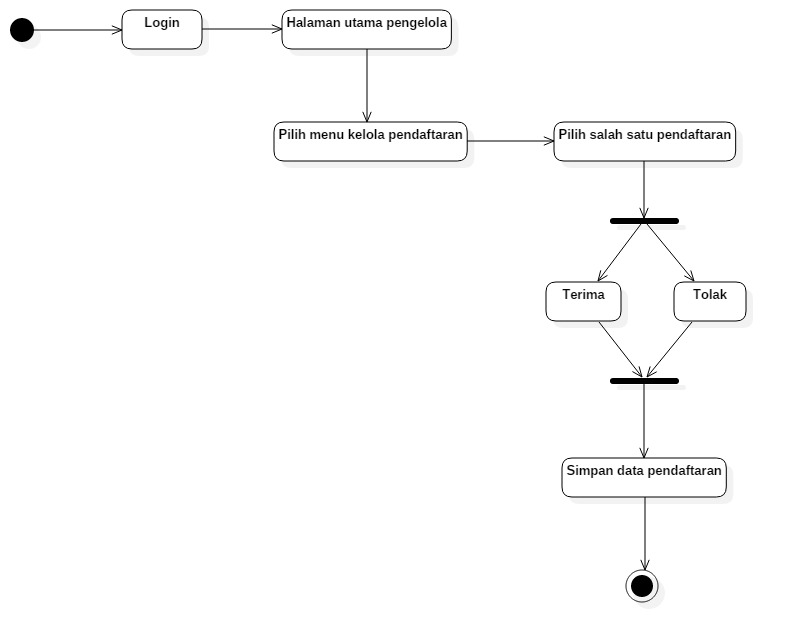 Login
Halaman utama pengelola
Pilih menu kelola pendaftaran
Pilih salah satu pendaftaran
Terima
Tolak
Simpan data pendaftaran